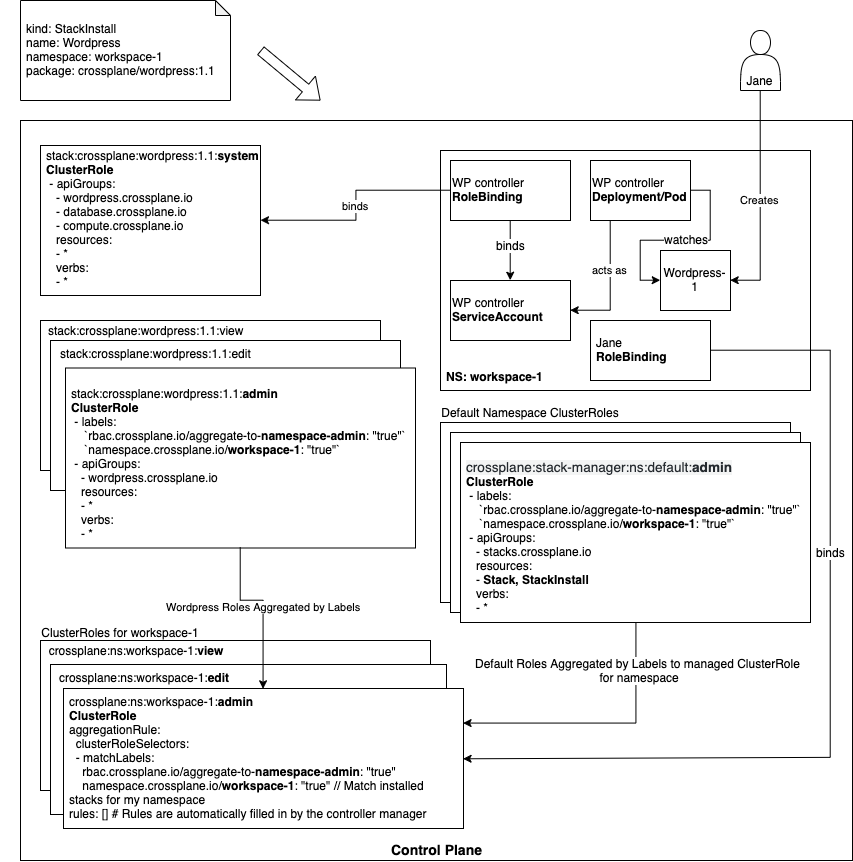 kind: StackInstall
name: Wordpress
namespace: workspace-1
package: crossplane/wordpress:1.1
Jane
stack:crossplane:wordpress:1.1:system
ClusterRole
- apiGroups:
- wordpress.crossplane.io
- database.crossplane.io
- compute.crossplane.io
resources:
- *
verbs:
- *
binds
WP controller
RoleBinding
WP controller
Deployment/Pod
Creates
binds
watches
acts as
Wordpress-
1
WP controller
ServiceAccount
Jane
RoleBinding
NS: workspace-1
stack:crossplane:wordpress:1.1:view
stack:crossplane:wordpress:1.1:edit
stack:crossplane:wordpress:1.1:admin
ClusterRole
- labels:
`rbac.crossplane.io/aggregate-to-namespace-admin: "true"`
`namespace.crossplane.io/workspace-1: "true"`
- apiGroups:
- wordpress.crossplane.io
resources:
- *
verbs:
- *
Default Namespace ClusterRoles
crossplane:stack-manager:ns:default:admin
ClusterRole
- labels:
`rbac.crossplane.io/aggregate-to-namespace-admin: "true"`
`namespace.crossplane.io/workspace-1: "true"`
- apiGroups:
- stacks.crossplane.io
resources:
- Stack, StackInstall
verbs:
- *
binds
Wordpress Roles Aggregated by Labels
Default Roles Aggregated by Labels to managed ClusterRole
for namespace
ClusterRoles for workspace-1
crossplane:ns:workspace-1:view
crossplane:ns:workspace-1:edit
crossplane:ns:workspace-1:admin
ClusterRole
aggregationRule:
clusterRoleSelectors:
- matchLabels:
rbac.crossplane.io/aggregate-to-namespace-admin: "true"
namespace.crossplane.io/workspace-1: "true" // Match installed
stacks for my namespace
rules: [] # Rules are automatically filled in by the controller manager
Control Plane